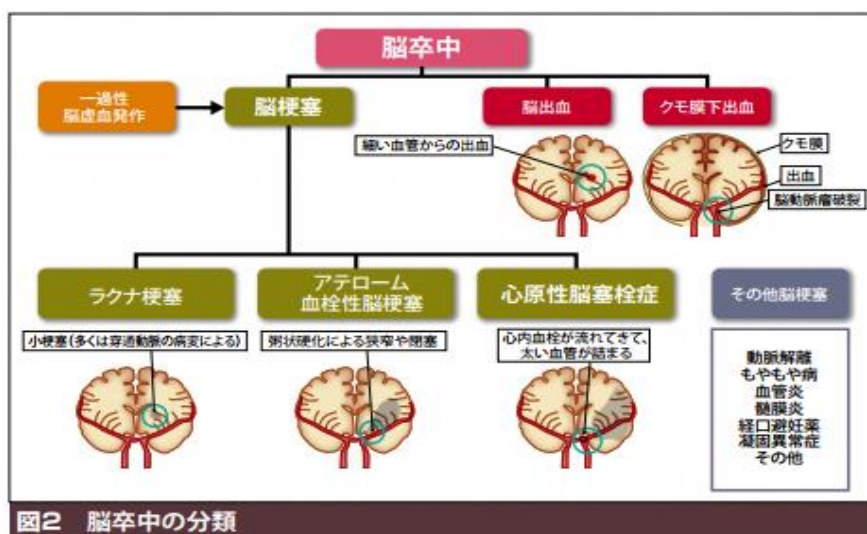 脳卒中
一過性
脳虚血発作
脳梗塞
脳出血
クモ膜下出血
細い血管からの出血
クモ膜
出血
脳動脈瘤破裂
ラクナ梗塞
アテローム
血栓性脳梗塞
心原性脳塞栓症
その他脳梗塞
小梗塞(多くは穿通動脈の病変による)
粥状硬化による狭窄や閉塞
心内血栓が流れてきて、
太い血管が詰まる
動脈解離
もやもや病
血管炎
髄膜炎
経口避妊薬
凝固異常症
その他
図2 脳卒中の分類